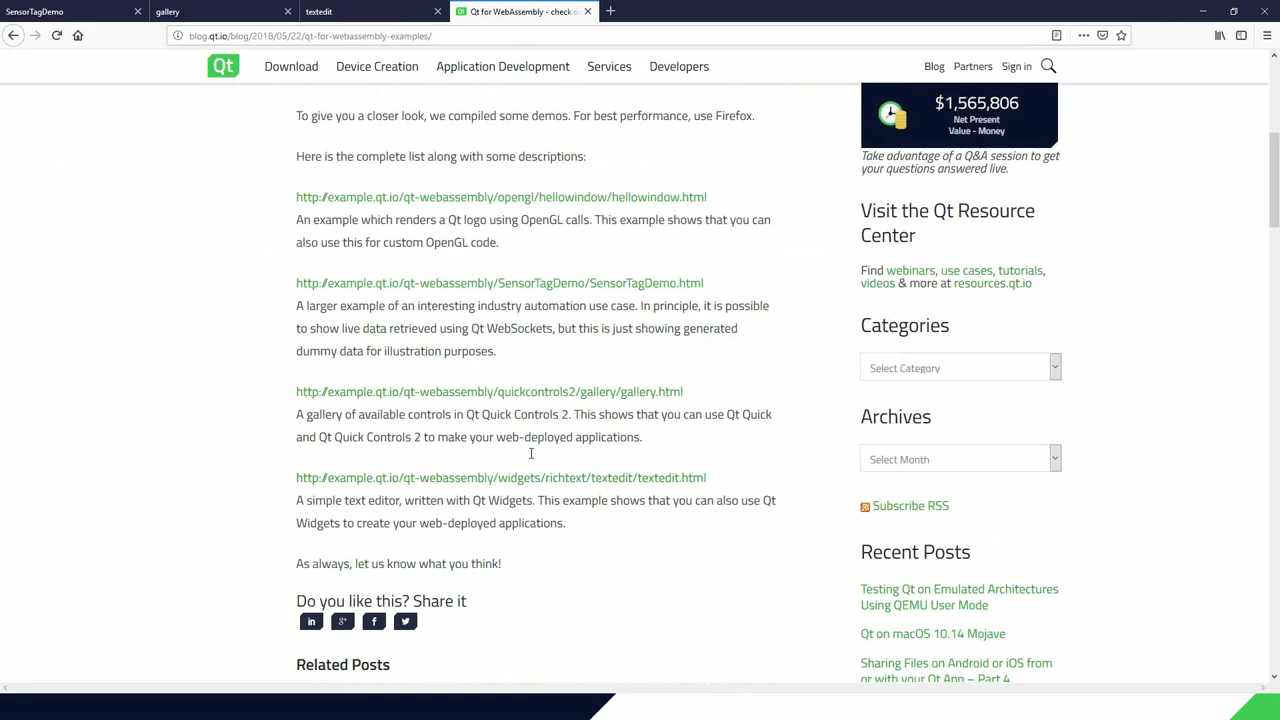 SensorTagDemo
gallery
textedit
Qt for WebAssembly - check o
blog.qt.io/blog/2018/05/22/qt-for-webassembly-examples/
Qt
Download
Device Creation
Application Development
Services
Developers
Blog
Partners
Sign in
To give you a closer look, we compiled some demos. For best performance, use Firefox.
Here is the complete list along with some descriptions:
http://example.qt.io/qt-webassembly/opengl/hellowindow/hellowindow.html
An example which renders a Qt logo using OpenGL calls. This example shows that you can
also use this for custom OpenGL code.
http://example.qt.io/qt-webassembly/SensorTagDemo/SensorTagDemo.html
A larger example of an interesting industry automation use case. In principle, it is possible
to show live data retrieved using Qt WebSockets, but this is just showing generated
dummy data for illustration purposes.
http://example.qt.io/qt-webassembly/quickcontrols2/gallery/gallery.html
A gallery of available controls in Qt Quick Controls 2. This shows that you can use Qt Quick
and Qt Quick Controls 2 to make your web-deployed applications.
http://example.qt.io/qt-webassembly/widgets/richtext/textedit/textedit.html
A simple text editor, written with Qt Widgets. This example shows that you can also use Qt
Widgets to create your web-deployed applications.
As always, let us know what you think!
Do you like this? Share it
in
g+
f
Related Posts
$1,565,806
Net Present
Value - Money
Take advantage of a Q&A session to get
your questions answered live.
Visit the Qt Resource
Center
Find webinars, use cases, tutorials,
videos & more at resources.qt.io
Categories
Select Category
Archives
Select Month
Subscribe RSS
Recent Posts
Testing Qt on Emulated Architectures
Using QEMU User Mode
Qt on macOS 10.14 Mojave
Sharing Files on Android or iOS from
or with your Qt App – Part 4